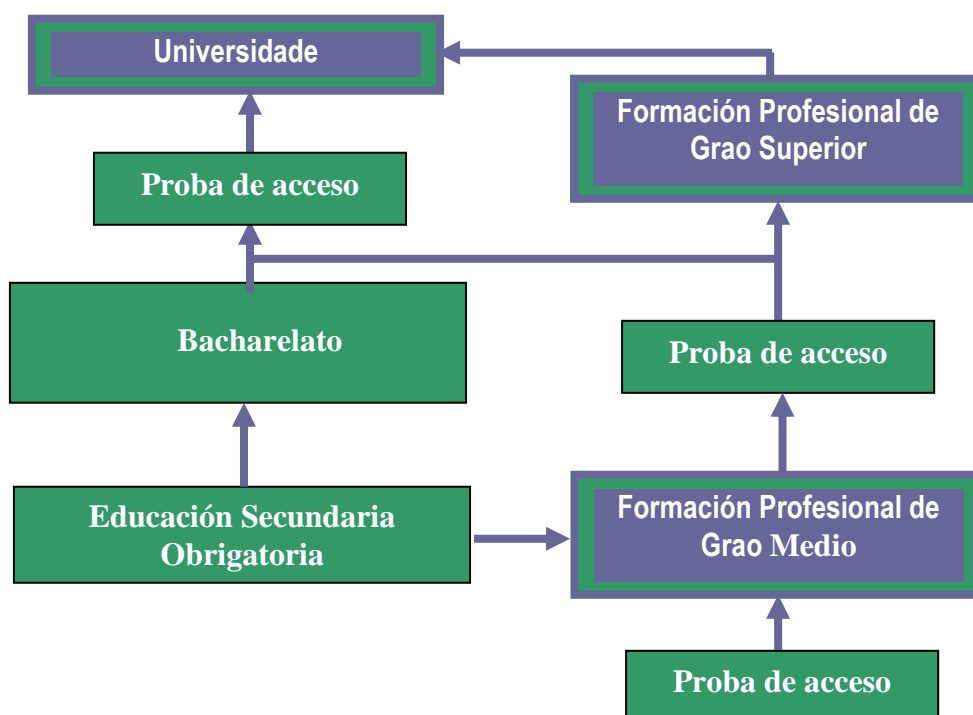 Universidade
Formación Profesional de
Grao Superior
Proba de acceso
Bacharelato
Proba de acceso
Educación Secundaria
Obrigatoria
Formación Profesional de
Grao Medio
Proba de acceso